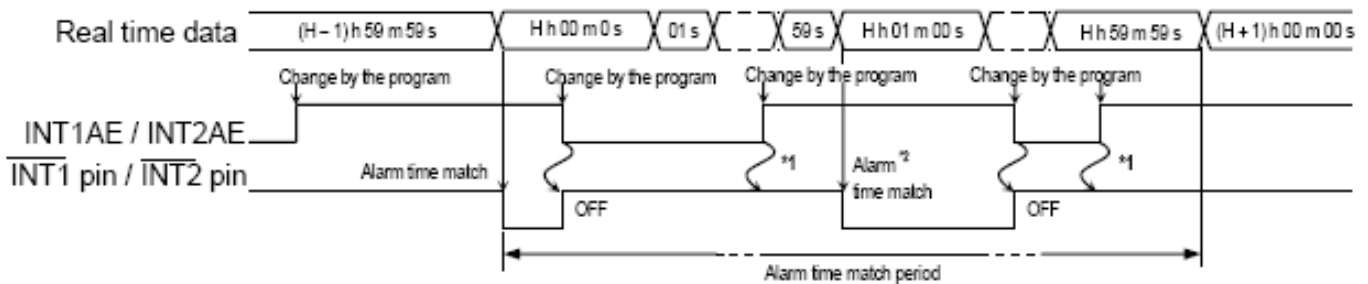 Real time data (H – 1) h 59 m 59 s H h 00 m 0 s 01 s 59 s H h 01 m 00 s H h 59 m 59 s (H + 1) h 00 m 00 s
Change by the program Change by the program Change by the program Change by the program
INT1AE / INT2AE
INT1 pin / INT2 pin Alarm time match *1 Alarm *2 *1
time match
OFF OFF
Alarm time match period